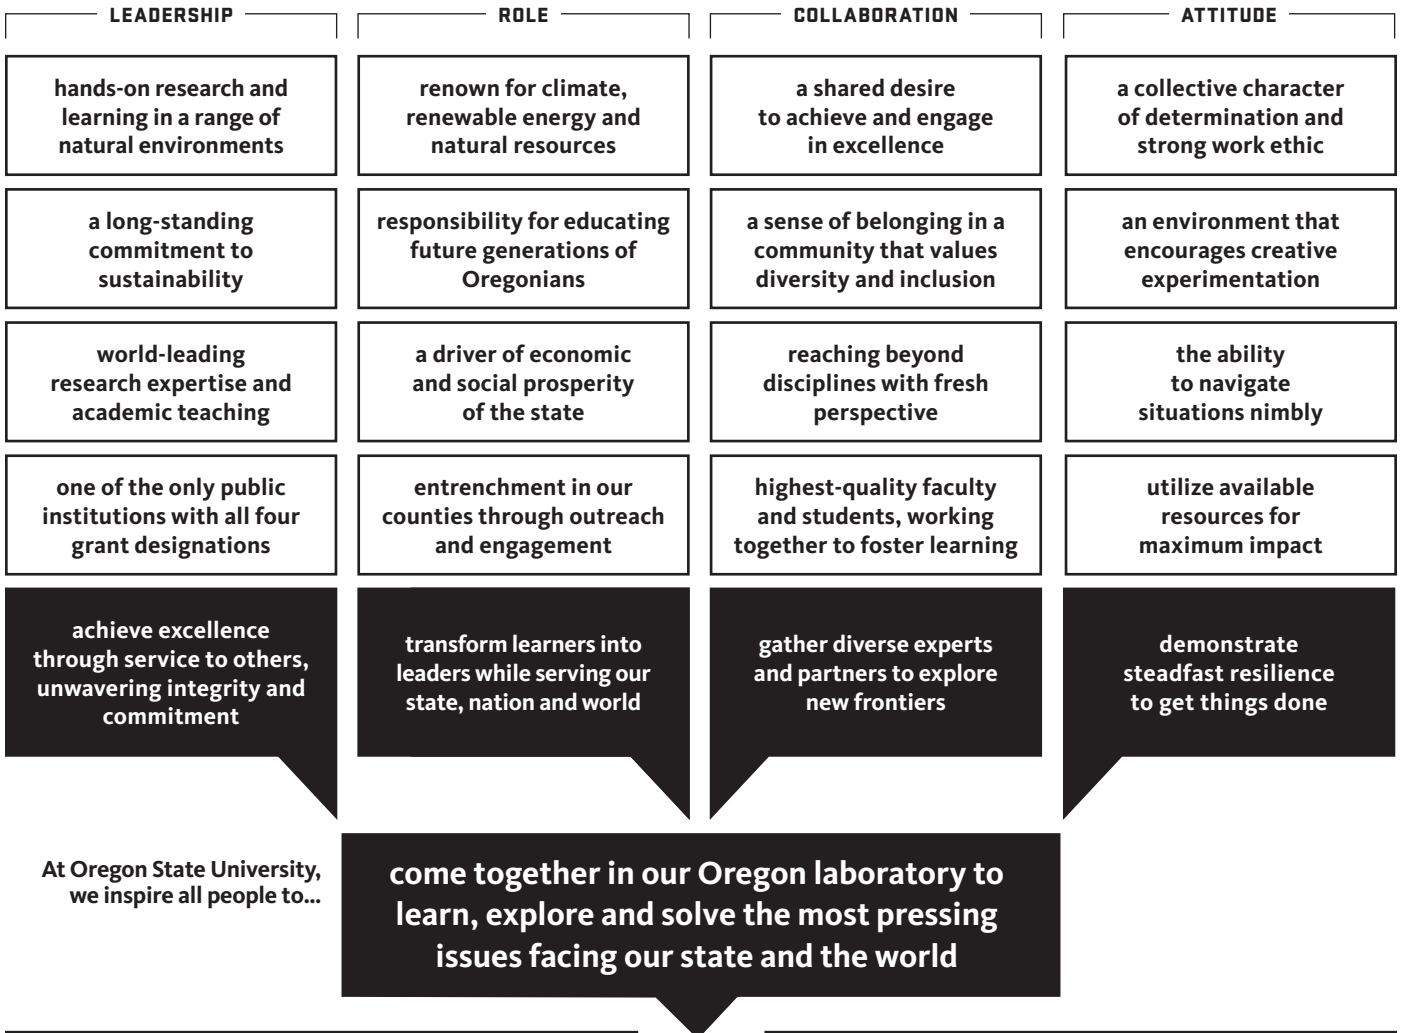 LEADERSHIP
ROLE
COLLABORATION
ATTITUDE
hands-on research and
learning in a range of
natural environments
renown for climate,
renewable energy and
natural resources
a shared desire
to achieve and engage
in excellence
a collective character
of determination and
strong work ethic
a long-standing
commitment to
sustainability
responsibility for educating
future generations of
Oregonians
a sense of belonging in a
community that values
diversity and inclusion
an environment that
encourages creative
experimentation
world-leading
research expertise and
academic teaching
a driver of economic
and social prosperity
of the state
reaching beyond
disciplines with fresh
perspective
the ability
to navigate
situations nimbly
one of the only public
institutions with all four
grant designations
entrenchment in our
counties through outreach
and engagement
highest-quality faculty
and students, working
together to foster learning
utilize available
resources for
maximum impact
achieve excellence
through service to others,
unwavering integrity and
commitment
transform learners into
leaders while serving our
state, nation and world
gather diverse experts
and partners to explore
new frontiers
demonstrate
steadfast resilience
to get things done
At Oregon State University,
we inspire all people to...
come together in our Oregon laboratory to
learn, explore and solve the most pressing
issues facing our state and the world